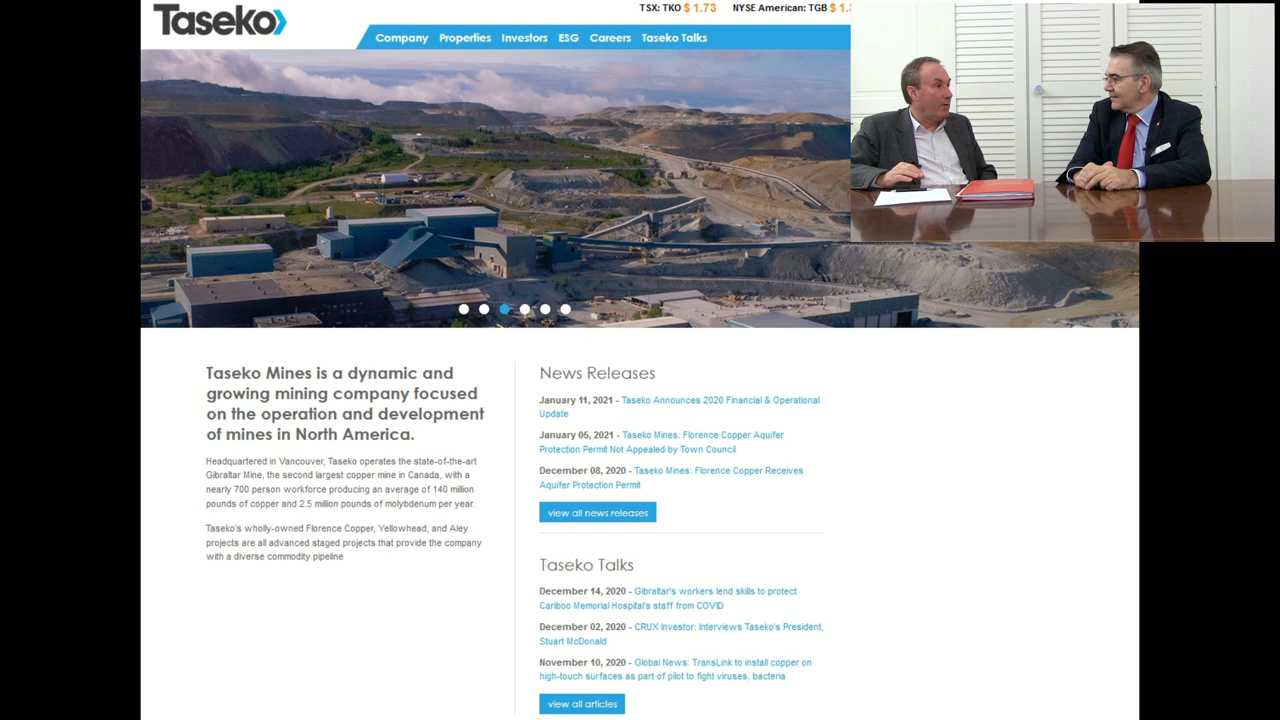 Taseko
TSX: TKO $ 1.73 NYSE American: TGB $ 1.
Company Properties Investors ESG Careers Taseko Talks
Taseko Mines is a dynamic and
growing mining company focused
on the operation and development
of mines in North America.
Headquartered in Vancouver, Taseko operates the state-of-the-art
Gibraltar Mine, the second largest copper mine in Canada, with a
nearly 700 person workforce producing an average of 140 million
pounds of copper and 2.5 million pounds of molybdenum per year.
Taseko's wholly-owned Florence Copper, Yellowhead, and Aley
projects are all advanced staged projects that provide the company
with a diverse commodity pipeline
News Releases
January 11, 2021 - Taseko Announces 2020 Financial & Operational
Update
January 05, 2021 - Taseko Mines: Florence Copper Aquifer
Protection Permit Not Appealed by Town Council
December 08, 2020 - Taseko Mines: Florence Copper Receives
Aquifer Protection Permit
view all news releases
Taseko Talks
December 14, 2020 - Gibraltar's workers lend skills to protect
Cariboo Memorial Hospital's staff from COVID
December 02, 2020 - CRUX Investor: Interviews Taseko's President,
Stuart McDonald
November 10, 2020 - Global News: TransLink to install copper on
high-touch surfaces as part of pilot to fight viruses, bacteria
view all articles